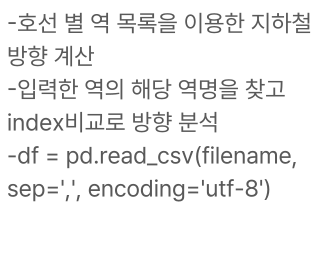 -호선 별 역 목록을 이용한 지하철
방향 계산
-입력한 역의 해당 역명을 찾고
index비교로 방향 분석
-df = pd.read_csv(filename,
sep=',', encoding='utf-8')